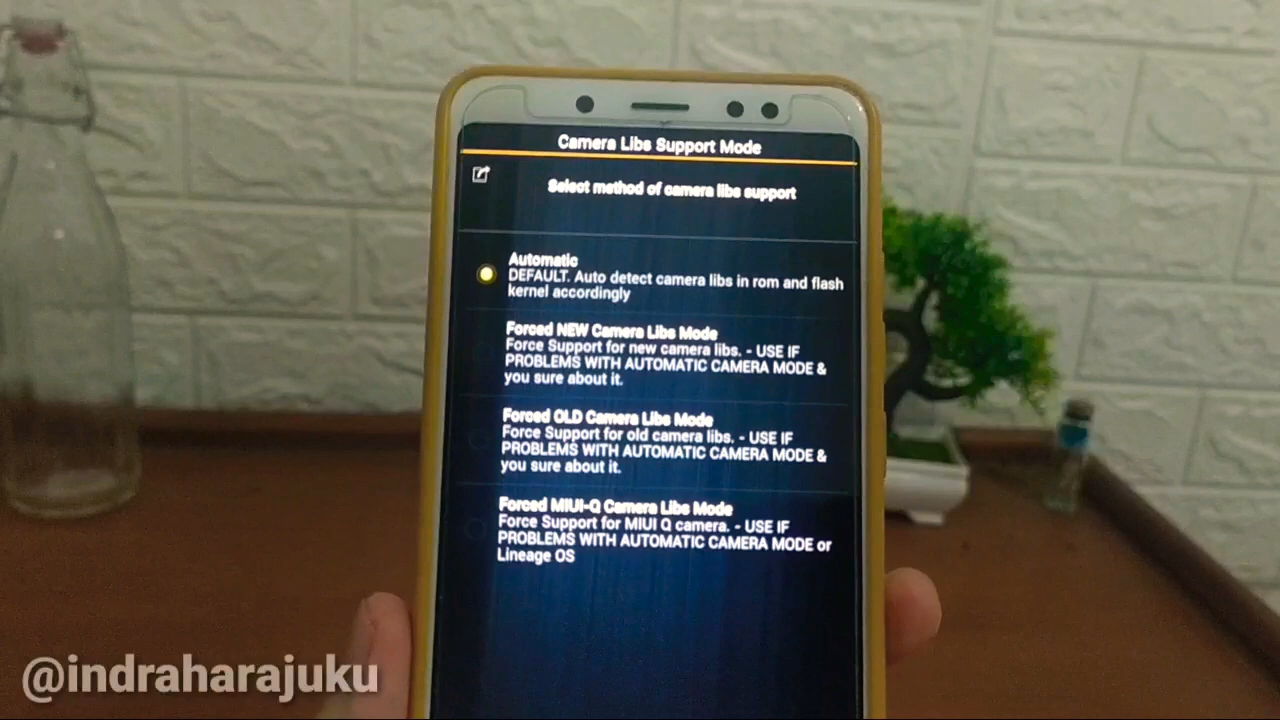 Camera Libs Support Mode
Select method of camera libs support
Automatic
DEFAULT. Auto detect camera libs in rom and flash
kernel accordingly
Forced NEW Camera Libs Mode
Force Support for new camera libs. - USE IF
PROBLEMS WITH AUTOMATIC CAMERA MODE &
you sure about it.
Forced OLD Camera Libs Mode
Force Support for old camera libs. - USE IF
PROBLEMS WITH AUTOMATIC CAMERA MODE &
you sure about it.
Forced MIUI-Q Camera Libs Mode
Force Support for MIUI Q camera. - USE IF
PROBLEMS WITH AUTOMATIC CAMERA MODE or
Lineage OS
@indraharajuku